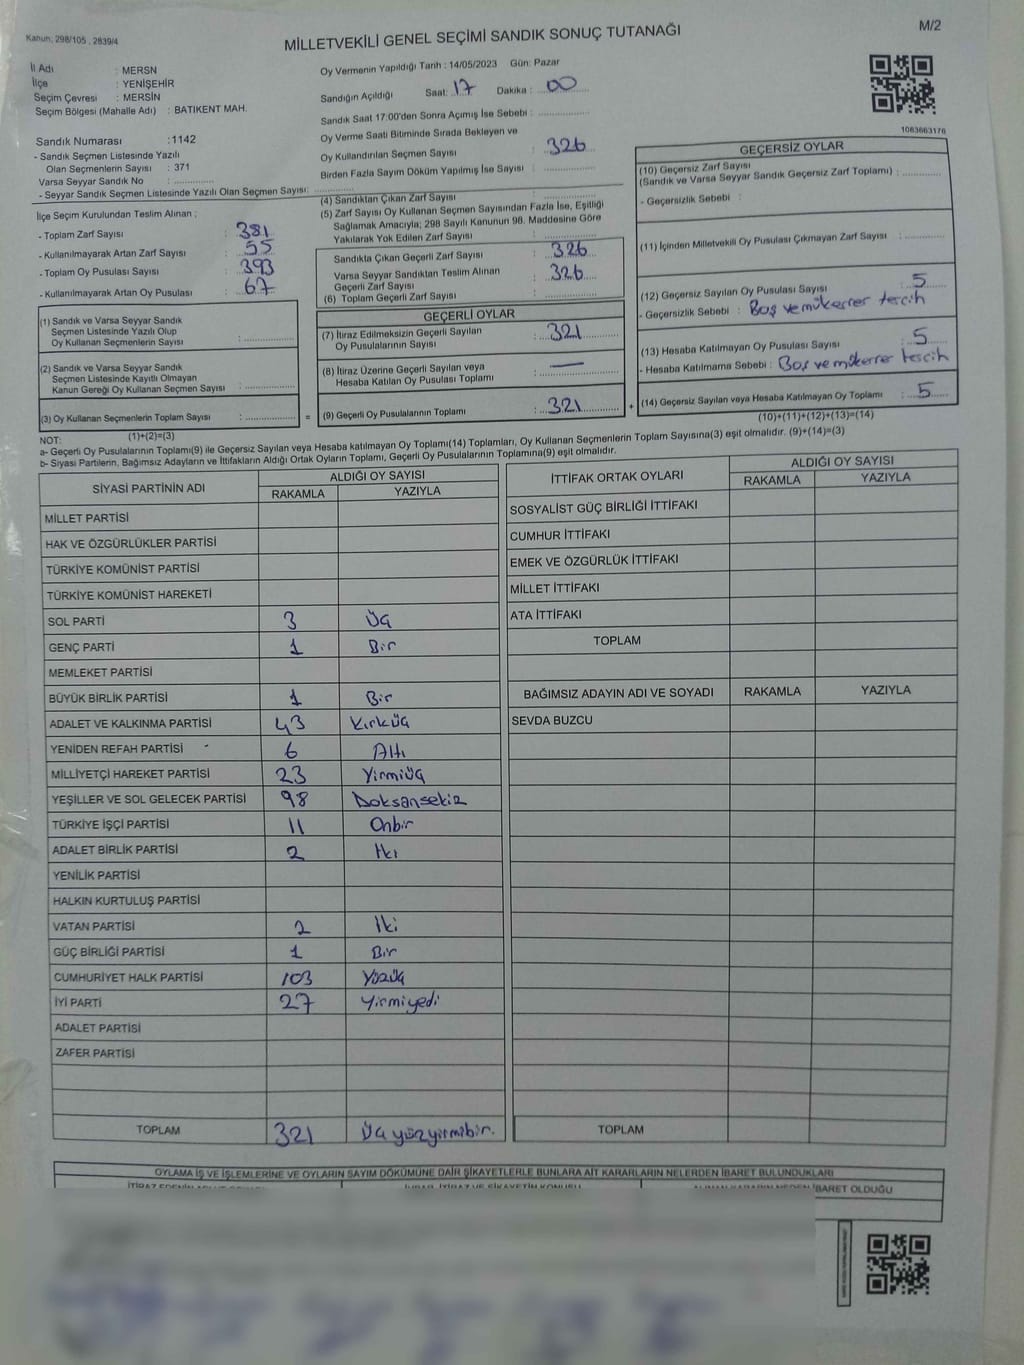 Kanun: 298/105 , 2839/4
MİLLETVEKİLİ GENEL SEÇİMİ SANDIK SONUÇ TUTANAĞI
M/2
İl Adı : MERSN
İlçe : YENİŞEHİR
Seçim Çevresi : MERSİN
Seçim Bölgesi (Mahalle Adı) : BATIKENT MAH.
Sandık Numarası :1142
- Sandık Seçmen Listesinde Yazılı
Olan Seçmenlerin Sayısı : 371
Varsa Seyyar Sandık No :
- Seyyar Sandık Seçmen Listesinde Yazılı Olan Seçmen Sayısı:
Oy Vermenin Yapıldığı Tarih : 14/05/2023 Gün: Pazar
Sandığın Açıldığı Saat: 17 Dakika : 00
Sandık Saat 17:00'den Sonra Açımış İse Sebebi :
Oy Verme Saati Bitiminde Sırada Bekleyen ve
Oy Kullandırılan Seçmen Sayısı : 326
Birden Fazla Sayım Döküm Yapılmış İse Sayısı :
1083663176
İlçe Seçim Kurulundan Teslim Alınan ;
- Toplam Zarf Sayısı : 381
- Kullanılmayarak Artan Zarf Sayısı : 55
- Toplam Oy Pusulası Sayısı : 393
- Kullanılmayarak Artan Oy Pusulası : 67
(4) Sandıktan Çıkan Zarf Sayısı :
(5) Zarf Sayısı Oy Kullanan Seçmen Sayısından Fazla İse, Eşitliği
Sağlamak Amacıyla; 298 Sayılı Kanunun 98. Maddesine Göre
Yakılarak Yok Edilen Zarf Sayısı :
Sandıkta Çıkan Geçerli Zarf Sayısı : 326
Varsa Seyyar Sandıktan Teslim Alınan
Geçerli Zarf Sayısı : 326
(6) Toplam Geçerli Zarf Sayısı :
GEÇERSİZ OYLAR
(10) Geçersiz Zarf Sayısı
(Sandık ve Varsa Seyyar Sandık Geçersiz Zarf Toplamı) :
- Geçersizlik Sebebi :
(11) İçinden Milletvekili Oy Pusulası Çıkmayan Zarf Sayısı :
(12) Geçersiz Sayılan Oy Pusulası Sayısı : 5
- Geçersizlik Sebebi : Boş ve mükerrer tercih
(13) Hesaba Katılmayan Oy Pusulası Sayısı : 5
- Hesaba Katılmama Sebebi : Boş ve mükerrer tescih
(14) Geçersiz Sayılan veya Hesaba Katılmayan Oy Toplamı : 5
(10)+(11)+(12)+(13)=(14)
(1) Sandık ve Varsa Seyyar Sandık
Seçmen Listesinde Yazılı Olup
Oy Kullanan Seçmenlerin Sayısı :
(2) Sandık ve Varsa Seyyar Sandık
Seçmen Listesinde Kayıtlı Olmayan
Kanun Gereği Oy Kullanan Seçmen Sayısı :
(3) Oy Kullanan Seçmenlerin Toplam Sayısı : =
(1)+(2)=(3)
GEÇERLİ OYLAR
(7) İtiraz Edilmeksizin Geçerli Sayılan
Oy Pusulalarının Sayısı : 321
(8) İtiraz Üzerine Geçerli Sayılan veya
Hesaba Katılan Oy Pusulası Toplamı : —
(9) Geçerli Oy Pusulalarının Toplamı : 321 +
NOT:
a- Geçerli Oy Pusulalarının Toplamı(9) ile Geçersiz Sayılan veya Hesaba katılmayan Oy Toplamı(14) Toplamları, Oy Kullanan Seçmenlerin Toplam Sayısına(3) eşit olmalıdır. (9)+(14)=(3)
b- Siyasi Partilerin, Bağımsız Adayların ve İttifakların Aldığı Ortak Oyların Toplamı, Geçerli Oy Pusulalarının Toplamına(9) eşit olmalıdır.
SİYASİ PARTİNİN ADI ALDIĞI OY SAYISI
RAKAMLA YAZIYLA
MİLLET PARTİSİ
HAK VE ÖZGÜRLÜKLER PARTİSİ
TÜRKİYE KOMÜNİST PARTİSİ
TÜRKİYE KOMÜNİST HAREKETİ
SOL PARTİ 3 Üç
GENÇ PARTİ 1 Bir
MEMLEKET PARTİSİ
BÜYÜK BİRLİK PARTİSİ 1 Bir
ADALET VE KALKINMA PARTİSİ 43 Kırküç
YENİDEN REFAH PARTİSİ 6 Altı
MİLLİYETÇİ HAREKET PARTİSİ 23 Yirmiüç
YEŞİLLER VE SOL GELECEK PARTİSİ 98 Doksansekiz
TÜRKİYE İŞÇİ PARTİSİ 11 Onbir
ADALET BİRLİK PARTİSİ 2 İki
YENİLİK PARTİSİ
HALKIN KURTULUŞ PARTİSİ
VATAN PARTİSİ 2 İki
GÜÇ BİRLİĞİ PARTİSİ 1 Bir
CUMHURİYET HALK PARTİSİ 103 Yüzüç
İYİ PARTİ 27 Yirmiyedi
ADALET PARTİSİ
ZAFER PARTİSİ
TOPLAM 321 Üçyüzyirmibir.
İTTİFAK ORTAK OYLARI ALDIĞI OY SAYISI
RAKAMLA YAZIYLA
SOSYALİST GÜÇ BİRLİĞİ İTTİFAKI
CUMHUR İTTİFAKI
EMEK VE ÖZGÜRLÜK İTTİFAKI
MİLLET İTTİFAKI
ATA İTTİFAKI
TOPLAM
BAĞIMSIZ ADAYIN ADI VE SOYADI RAKAMLA YAZIYLA
SEVDA BUZCU
TOPLAM
OYLAMA İŞ VE İŞLEMLERİNE VE OYLARIN SAYIM DÖKÜMÜNE DAİR ŞİKAYETLERLE BUNLARA AİT KARARLARIN NELERDEN İBARET BULUNDUKLARI
İBARET OLDUĞU